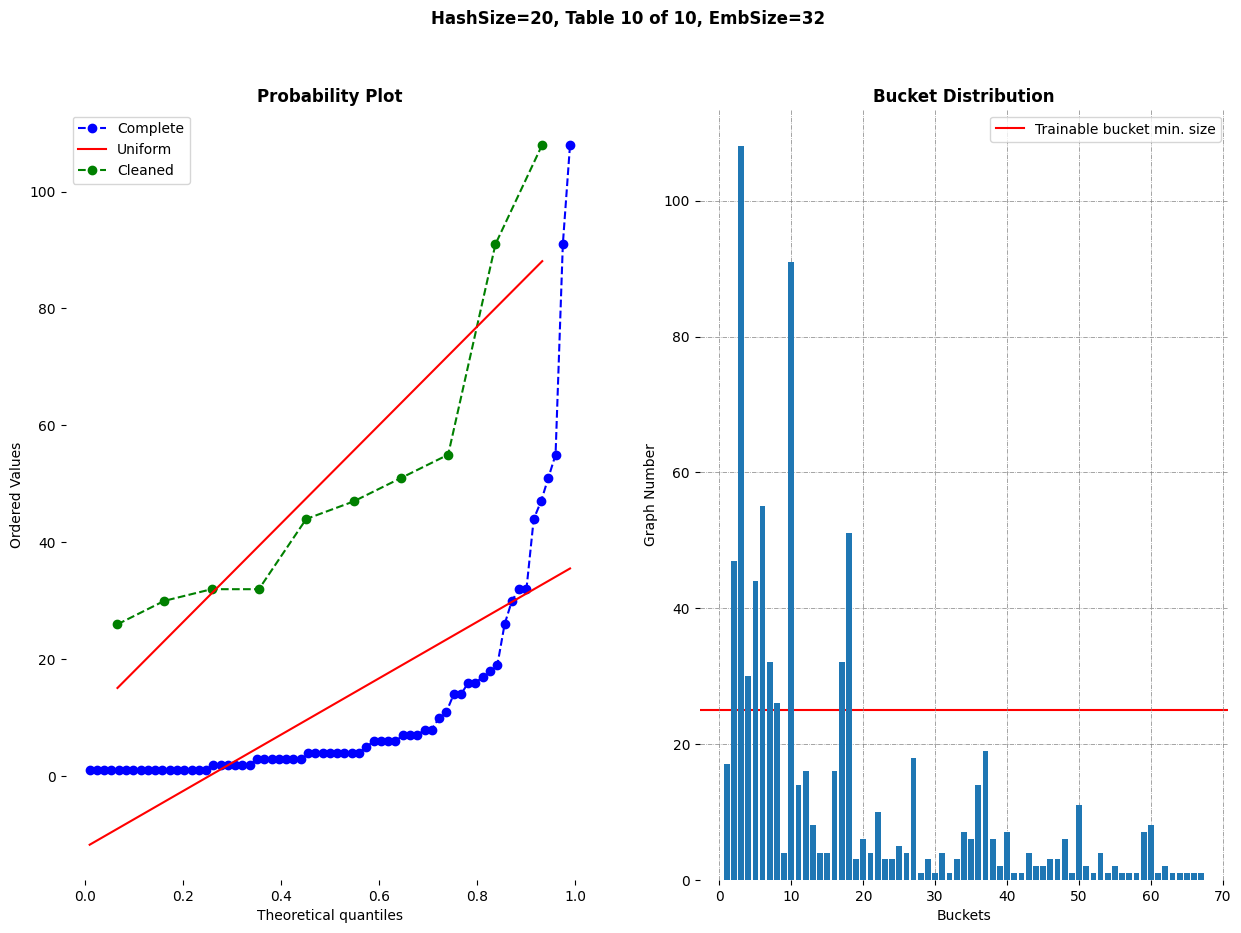 HashSize=20, Table 10 of 10, EmbSize=32
Probability Plot
Complete
Uniform
Cleaned
Ordered Values
100
80
60
40
20
0
0.0 0.2 0.4 0.6 0.8 1.0
Theoretical quantiles
Bucket Distribution
Trainable bucket min. size
Graph Number
100
80
60
40
20
0
0 10 20 30 40 50 60 70
Buckets